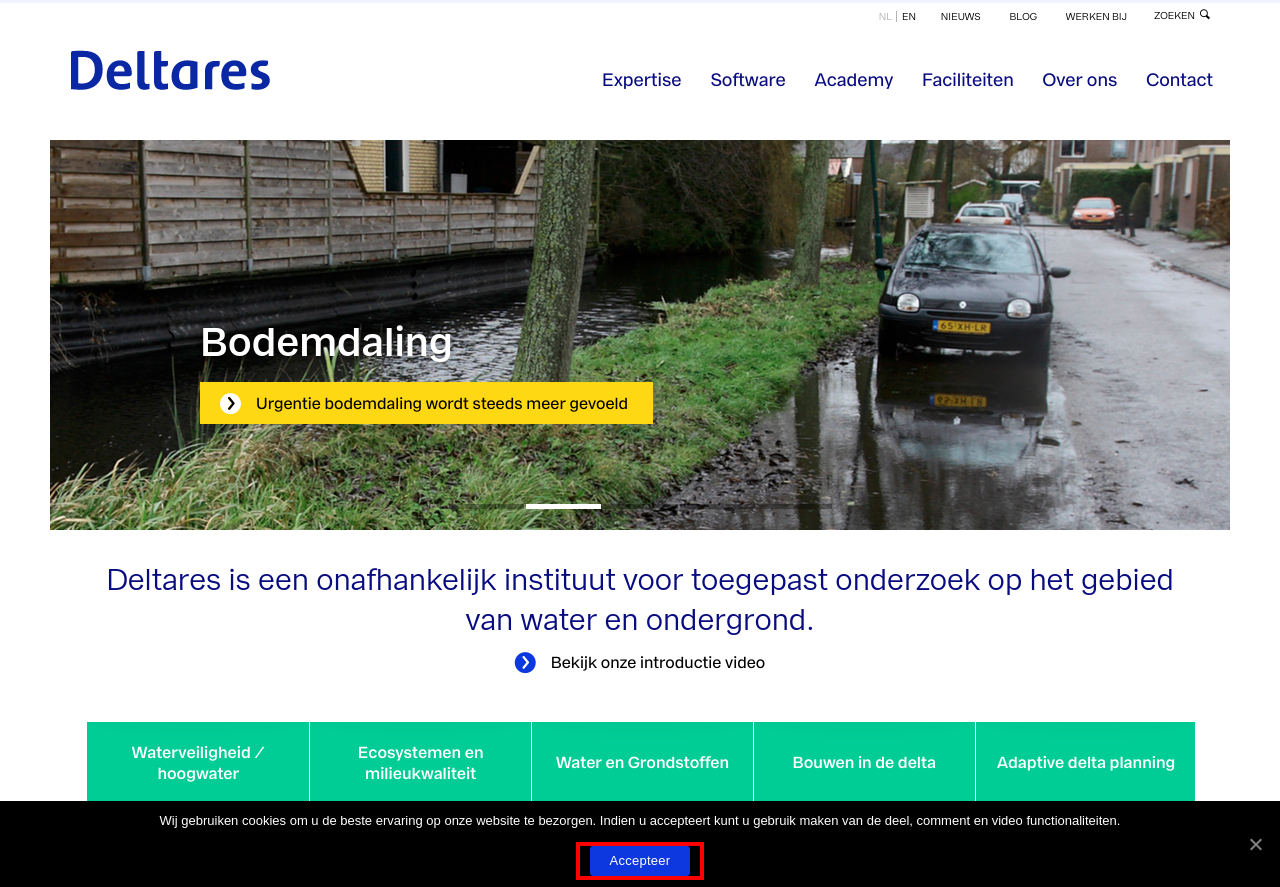 NL | EN NIEUWS BLOG WERKEN BIJ ZOEKEN
Deltares
Expertise Software Academy Faciliteiten Over ons Contact
65-XH-LR
Bodemdaling
Urgentie bodemdaling wordt steeds meer gevoeld
Deltares is een onafhankelijk instituut voor toegepast onderzoek op het gebied
van water en ondergrond.
Bekijk onze introductie video
Waterveiligheid /
hoogwater
Ecosystemen en
milieukwaliteit
Water en Grondstoffen
Bouwen in de delta
Adaptive delta planning
Wij gebruiken cookies om u de beste ervaring op onze website te bezorgen. Indien u accepteert kunt u gebruik maken van de deel, comment en video functionaliteiten.
Accepteer